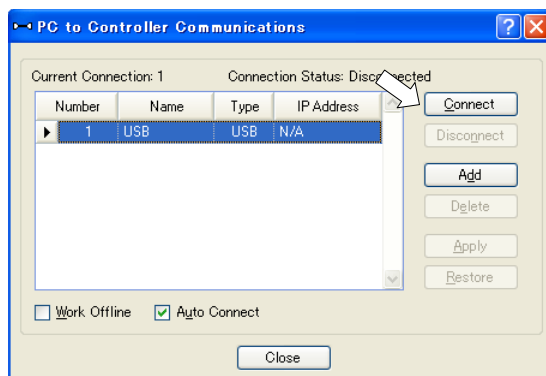 PC to Controller Communications
Current Connection: 1 Connection Status: Disconnected
Number Name Type IP Address
1 USB USB N/A
Connect
Disconnect
Add
Delete
Apply
Restore
Work Offline Auto Connect
Close